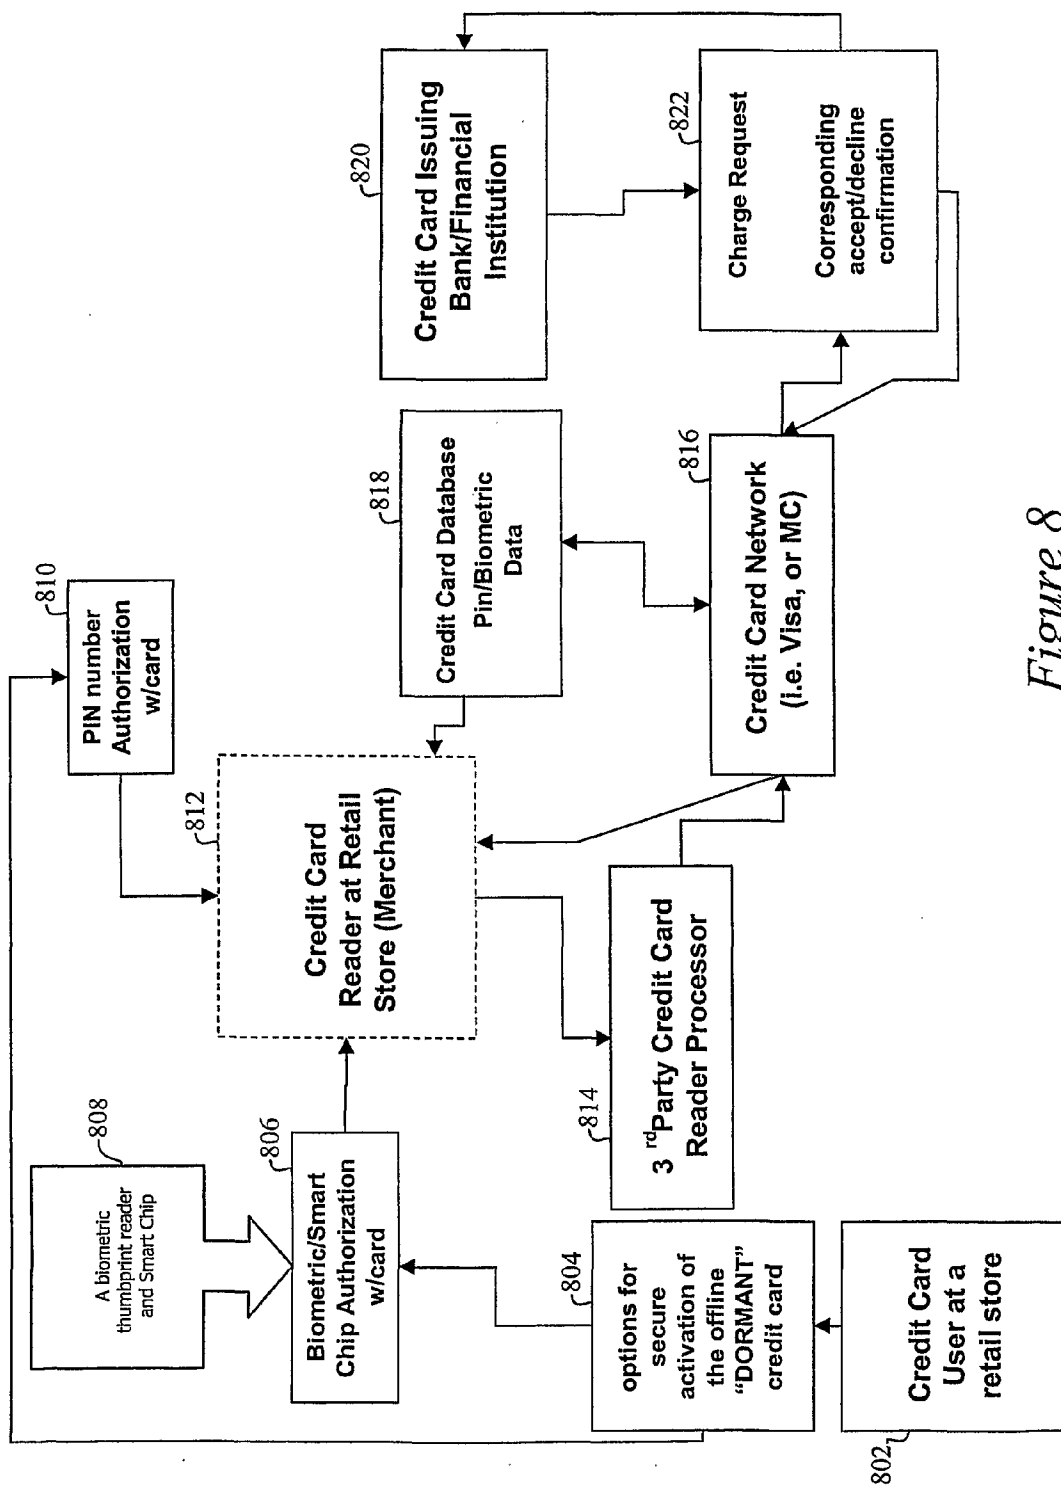 810
PIN number
Authorization
w/card
808
A biometric
thumbprint reader
and Smart Chip
806
Biometric/Smart
Chip Authorization
w/card
812
Credit Card
Reader at Retail
Store (Merchant)
818
Credit Card Database
Pin/Biometric
Data
820
Credit Card Issuing
Bank/Financial
Institution
804
options for
secure
activation of
the offline
“DORMANT”
credit card
814
3 rd Party Credit Card
Reader Processor
816
Credit Card Network
(i.e. Visa, or MC)
822
Charge Request
Corresponding
accept/decline
confirmation
802
Credit Card
User at a
retail store
Figure 8